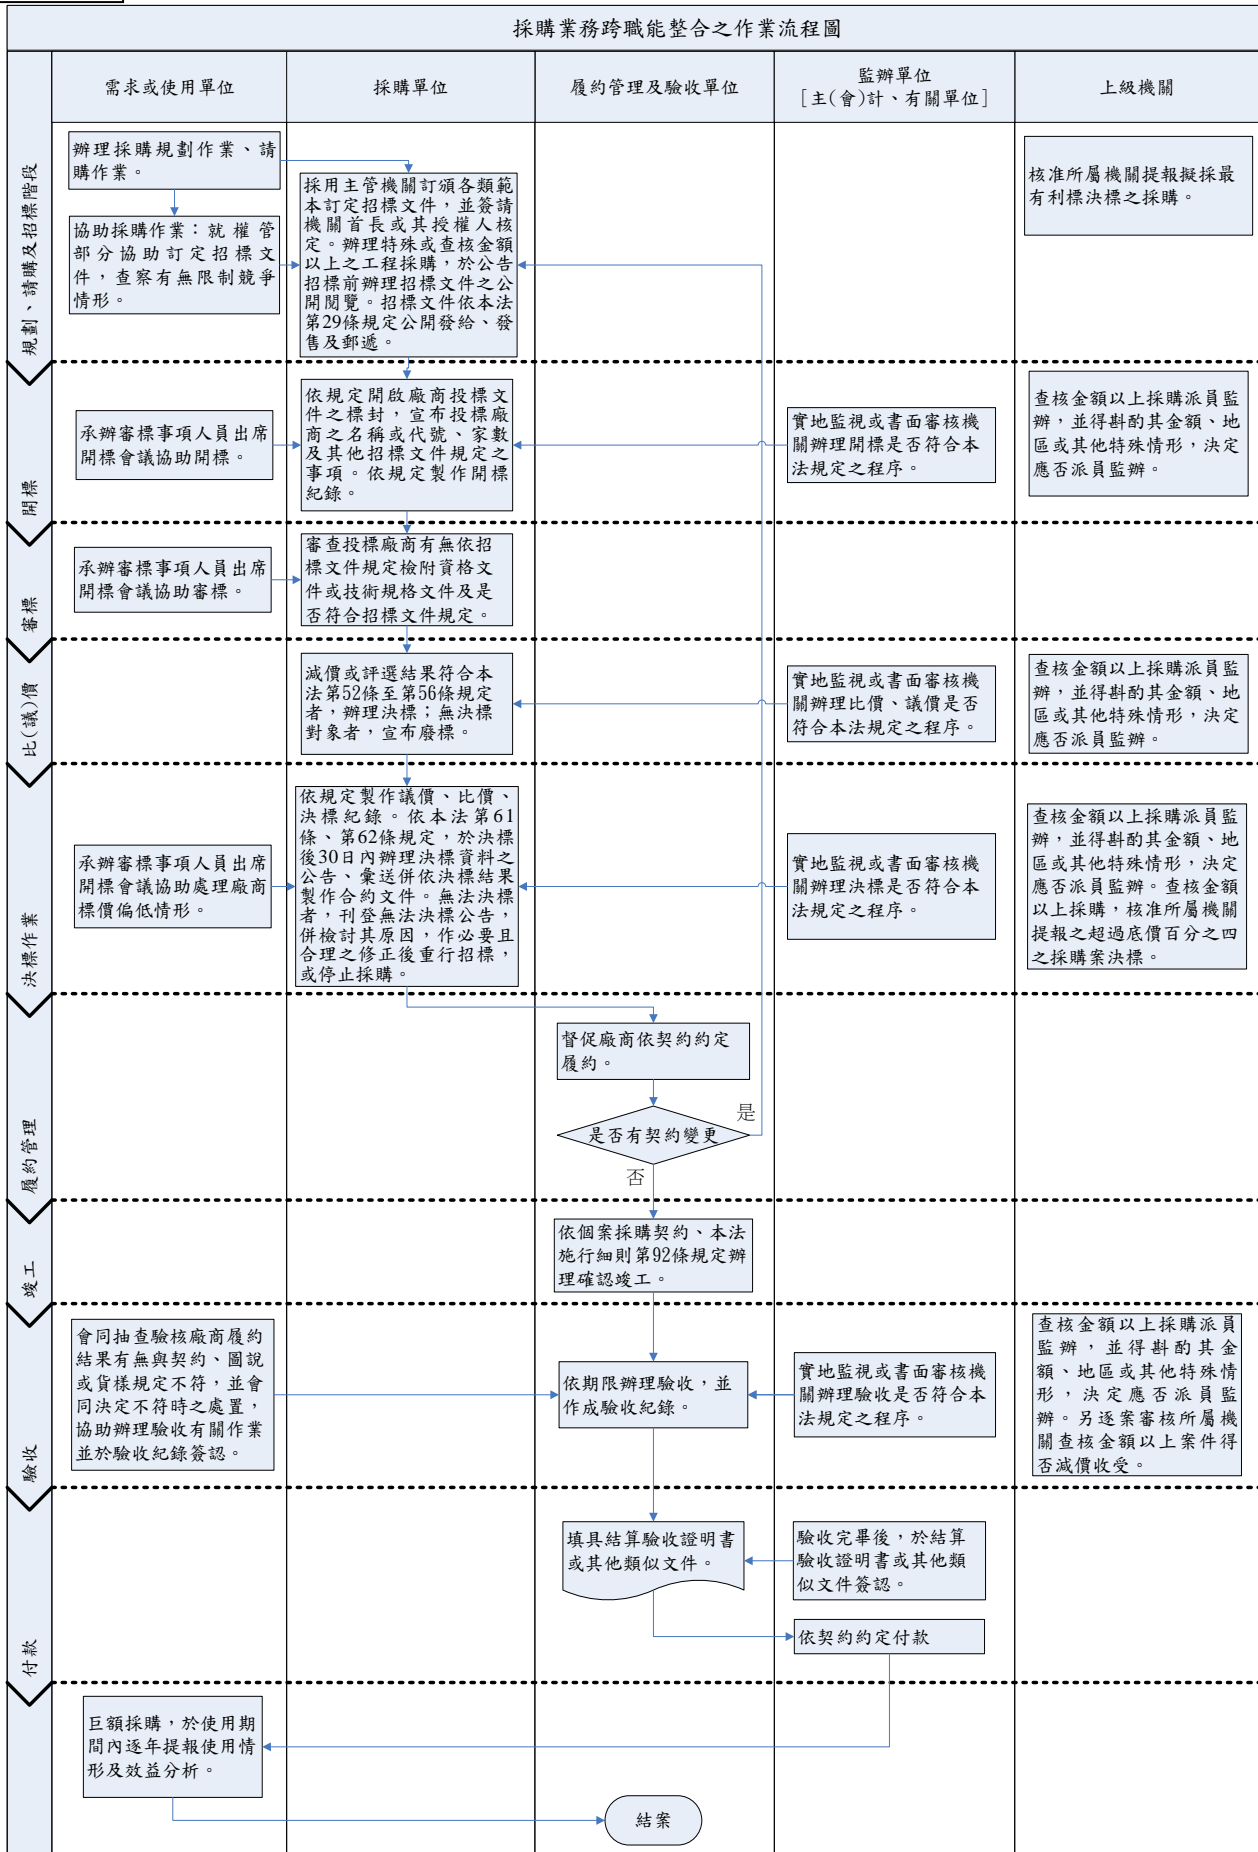 採購業務跨職能整合之作業流程圖
需求或使用單位
採購單位
履約管理及驗收單位
監辦單位
[主(會)計、有關單位]
上級機關
規劃、請購及招標階段
辦理採購規劃作業、請
購作業。
協助採購作業：就權管
部分協助訂定招標文
件，查察有無限制競爭
情形。
採用主管機關訂頒各類範
本訂定招標文件，並簽請
機關首長或其授權人核
定。辦理特殊或查核金額
以上之工程採購，於公告
招標前辦理招標文件之公
開閱覽。招標文件依本法
第29條規定公開發給、發
售及郵遞。
核准所屬機關提報擬採最
有利標決標之採購。
開標
承辦審標事項人員出席
開標會議協助開標。
依規定開啟廠商投標文
件之標封，宣布投標廠
商之名稱或代號、家數
及其他招標文件規定之
事項。依規定製作開標
紀錄。
實地監視或書面審核機
關辦理開標是否符合本
法規定之程序。
查核金額以上採購派員監
辦，並得斟酌其金額、地
區或其他特殊情形，決定
應否派員監辦。
審標
承辦審標事項人員出席
開標會議協助審標。
審查投標廠商有無依招
標文件規定檢附資格文
件或技術規格文件及是
否符合招標文件規定。
比(議)價
減價或評選結果符合本
法第52條至第56條規定
者，辦理決標；無決標
對象者，宣布廢標。
實地監視或書面審核機
關辦理比價、議價是否
符合本法規定之程序。
查核金額以上採購派員監
辦，並得斟酌其金額、地
區或其他特殊情形，決定
應否派員監辦。
決標作業
承辦審標事項人員出席
開標會議協助處理廠商
標價偏低情形。
依規定製作議價、比價、
決標紀錄。依本法第61
條、第62條規定，於決標
後30日內辦理決標資料之
公告、彙送併依決標結果
製作合約文件。無法決標
者，刊登無法決標公告，
併檢討其原因，作必要且
合理之修正後重行招標，
或停止採購。
實地監視或書面審核機
關辦理決標是否符合本
法規定之程序。
查核金額以上採購派員監
辦，並得斟酌其金額、地
區或其他特殊情形，決定
應否派員監辦。查核金額
以上採購，核准所屬機關
提報之超過底價百分之四
之採購案決標。
履約管理
督促廠商依契約約定
履約。
是否有契約變更
是
否
竣工
依個案採購契約、本法
施行細則第92條規定辦
理確認竣工。
驗收
會同抽查驗核廠商履約
結果有無與契約、圖說
或貨樣規定不符，並會
同決定不符時之處置，
協助辦理驗收有關作業
並於驗收紀錄簽認。
依期限辦理驗收，並
作成驗收紀錄。
實地監視或書面審核機
關辦理驗收是否符合本
法規定之程序。
查核金額以上採購派員
監辦，並得斟酌其金
額、地區或其他特殊情
形，決定應否派員監
辦。另逐案審核所屬機
關查核金額以上案件得
否減價收受。
付款
填具結算驗收證明書
或其他類似文件。
驗收完畢後，於結算
驗收證明書或其他類
似文件簽認。
依契約約定付款
巨額採購，於使用期
間內逐年提報使用情
形及效益分析。
結案